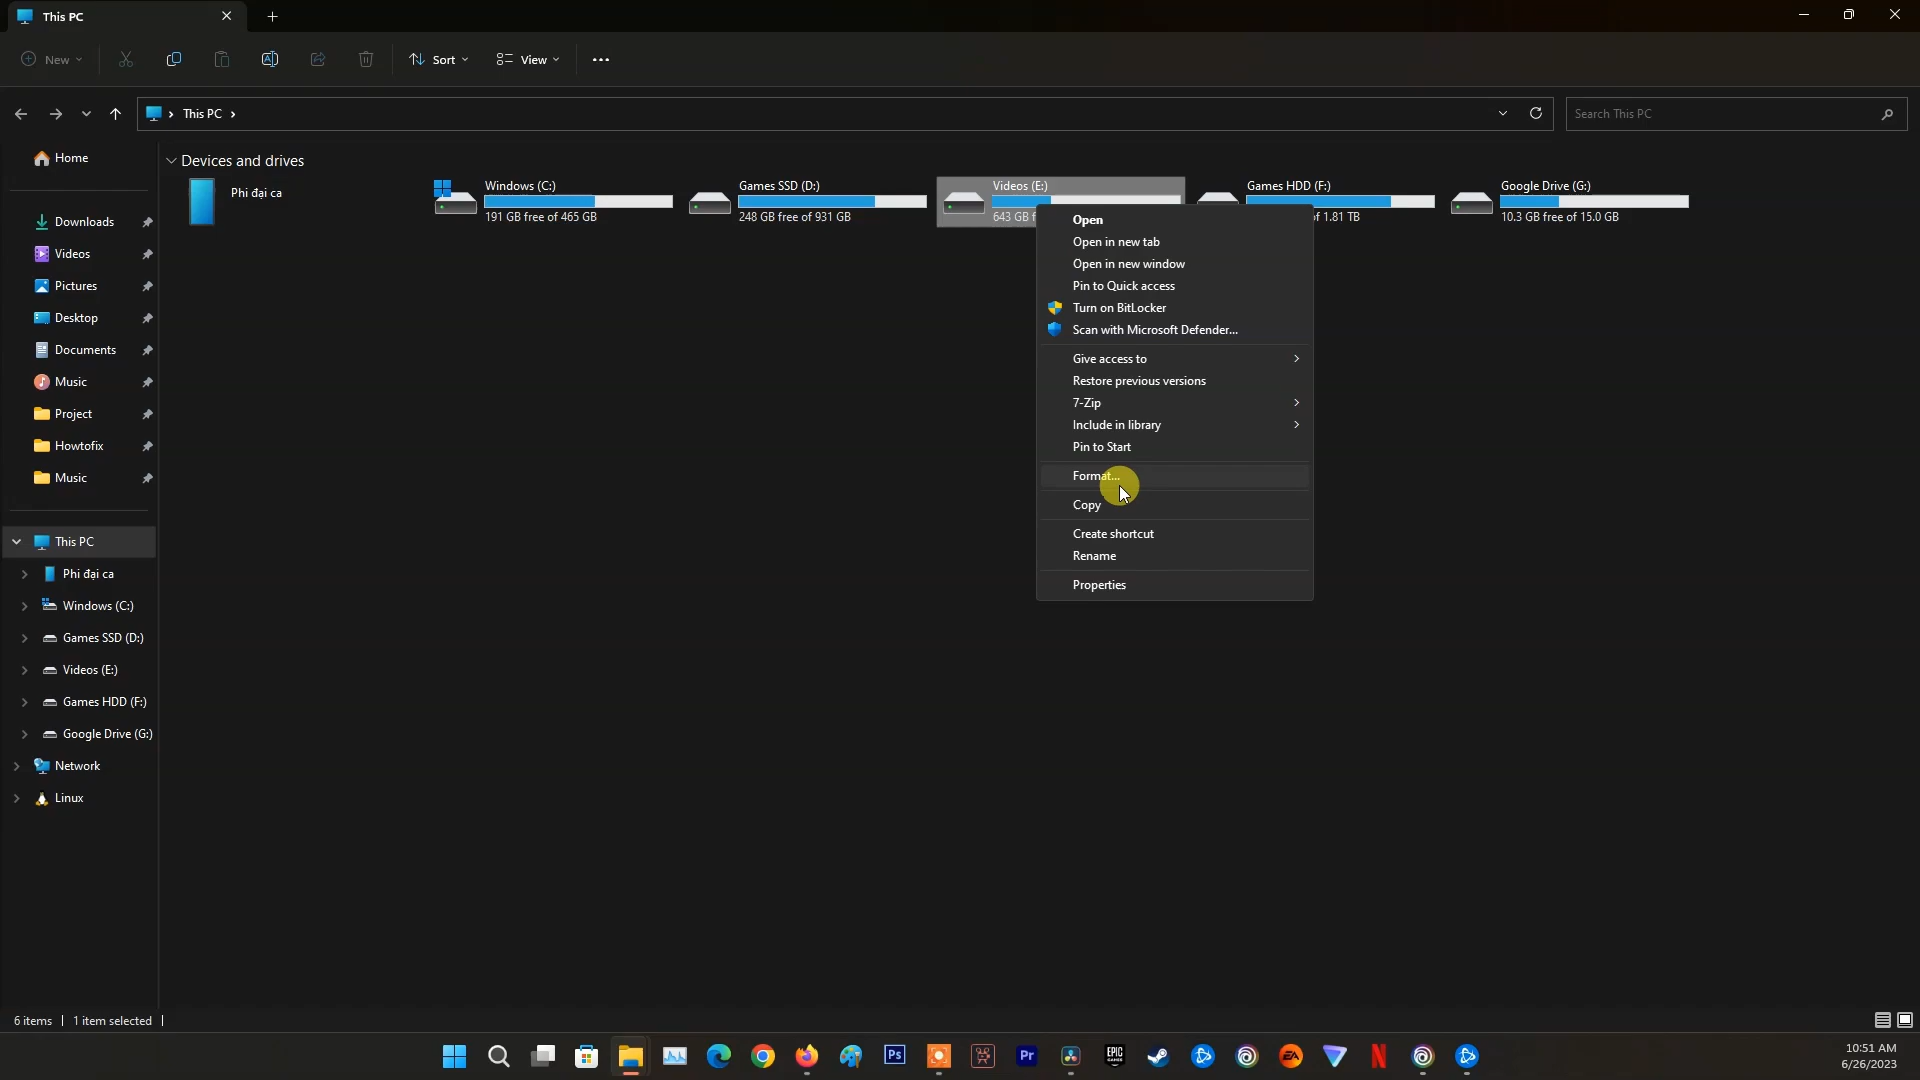 This PC
New
Sort
View
This PC
Search This PC
Home
Downloads
Videos
Pictures
Desktop
Documents
Music
Project
Howtofix
Music
This PC
Phi đại ca
Windows (C:)
Games SSD (D:)
Videos (E:)
Games HDD (F:)
Google Drive (G:)
Network
Linux
Devices and drives
Phi đại ca
Windows (C:)
191 GB free of 465 GB
Games SSD (D:)
248 GB free of 931 GB
Videos (E:)
643 GB f
Games HDD (F:)
of 1.81 TB
Google Drive (G:)
10.3 GB free of 15.0 GB
Open
Open in new tab
Open in new window
Pin to Quick access
Turn on BitLocker
Scan with Microsoft Defender...
Give access to
Restore previous versions
7-Zip
Include in library
Pin to Start
Format...
Copy
Create shortcut
Rename
Properties
6 items
1 item selected
Ps
Pr
EPIC
GAMES
EA
N
10:51 AM
6/26/2023